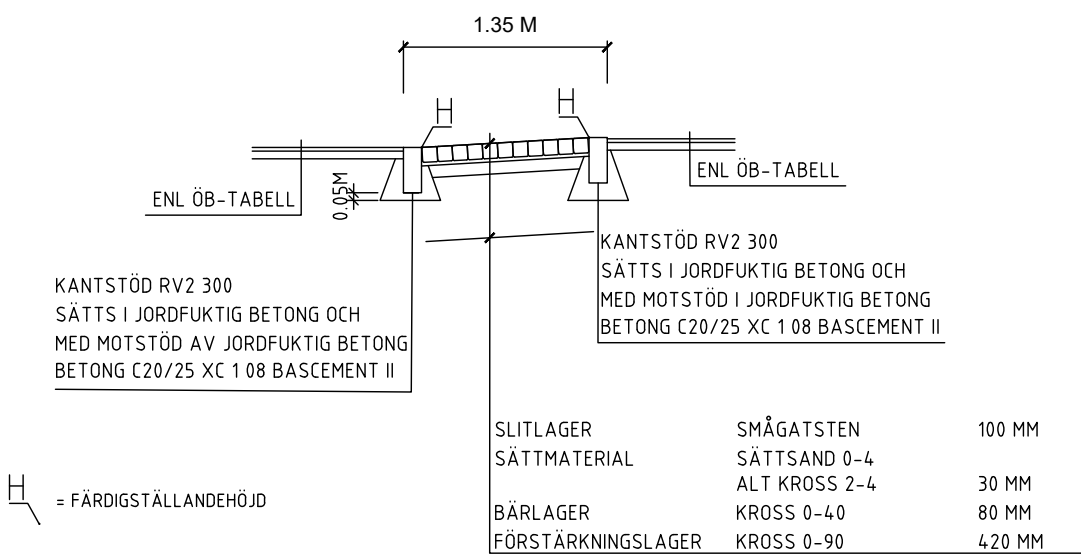 1.35 M
H
H
ENL ÖB-TABELL
0.05M
ENL ÖB-TABELL
KANTSTÖD RV2 300
SÄTTS I JORDFUKTIG BETONG OCH
MED MOTSTÖD AV JORDFUKTIG BETONG
BETONG C20/25 XC 1 08 BASCEMENT II
KANTSTÖD RV2 300
SÄTTS I JORDFUKTIG BETONG OCH
MED MOTSTÖD I JORDFUKTIG BETONG
BETONG C20/25 XC 1 08 BASCEMENT II
SLITLAGER SMÅGATSTEN 100 MM
SÄTTMATERIAL SÄTTSAND 0-4
ALT KROSS 2-4 30 MM
BÄRLAGER KROSS 0-40 80 MM
FÖRSTÄRKNINGSLAGER KROSS 0-90 420 MM
H = FÄRDIGSTÄLLANDEHÖJD